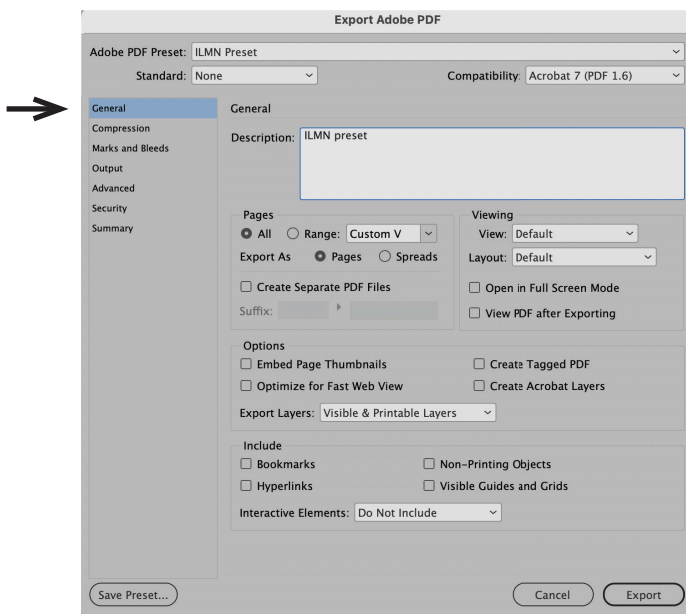 Export Adobe PDF
Adobe PDF Preset: ILMN Preset
Standard: None
Compatibility: Acrobat 7 (PDF 1.6)
General
Compression
Marks and Bleeds
Output
Advanced
Security
Summary
General
Description: ILMN preset
Pages
All Range: Custom V
Export As Pages Spreads
Create Separate PDF Files
Suffix:
Viewing
View: Default
Layout: Default
Open in Full Screen Mode
View PDF after Exporting
Options
Embed Page Thumbnails
Create Tagged PDF
Optimize for Fast Web View
Create Acrobat Layers
Export Layers: Visible & Printable Layers
Include
Bookmarks
Non-Printing Objects
Hyperlinks
Visible Guides and Grids
Interactive Elements: Do Not Include
Save Preset...
Cancel
Export